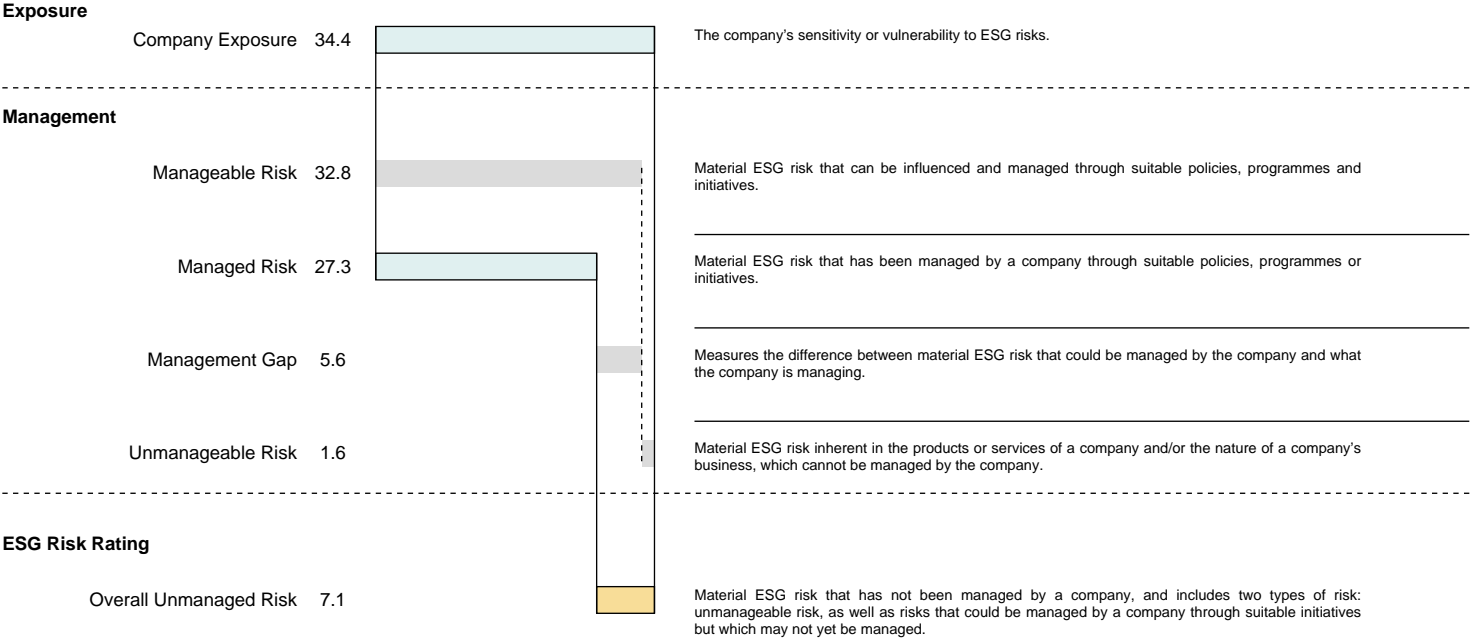 Exposure
Company Exposure 34.4
The company’s sensitivity or vulnerability to ESG risks.
Management
Manageable Risk 32.8
Material ESG risk that can be influenced and managed through suitable policies, programmes and
initiatives.
Managed Risk 27.3
Material ESG risk that has been managed by a company through suitable policies, programmes or
initiatives.
Management Gap 5.6
Measures the difference between material ESG risk that could be managed by the company and what
the company is managing.
Unmanageable Risk 1.6
Material ESG risk inherent in the products or services of a company and/or the nature of a company’s
business, which cannot be managed by the company.
ESG Risk Rating
Overall Unmanaged Risk 7.1
Material ESG risk that has not been managed by a company, and includes two types of risk:
unmanageable risk, as well as risks that could be managed by a company through suitable initiatives
but which may not yet be managed.